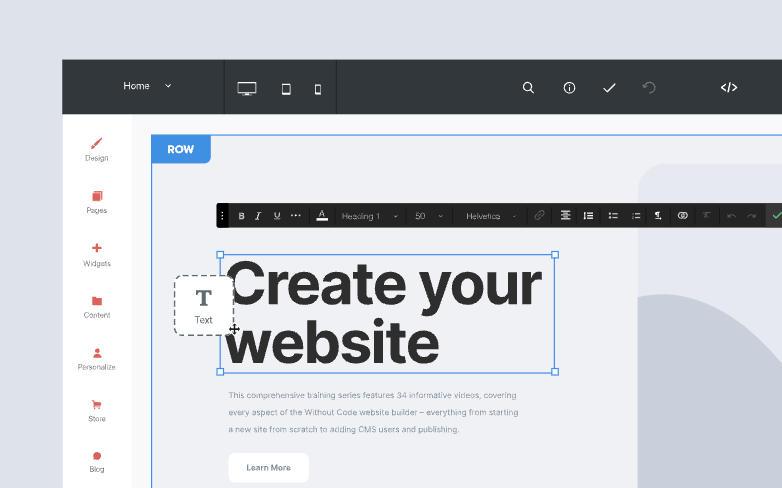 Home
</>
Design
Pages
Widgets
Content
Personalize
Store
Blog
ROW
B I U ••• A Heading 1 50 Helvetica
T
Text
Create your
website
This comprehensive training series features 34 informative videos, covering
every aspect of the Without Code website builder – everything from starting
a new site from scratch to adding CMS users and publishing.
Learn More